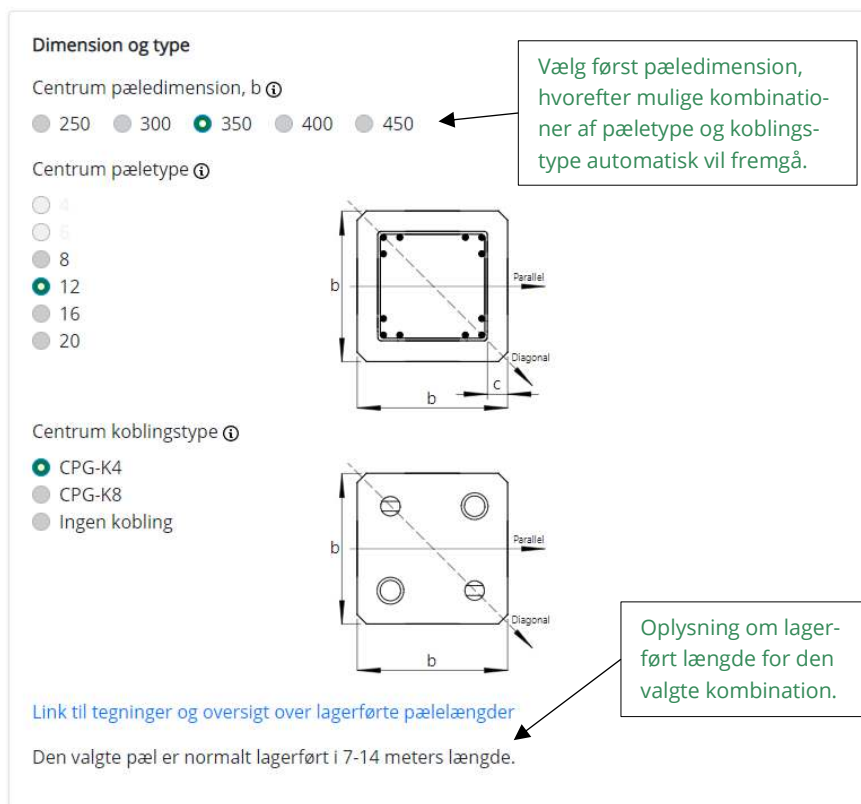 Dimension og type
Centrum pæledimension, b
250 300 350 400 450
Vælg først pæledimension,
hvorefter mulige kombinatio-
ner af pæletype og koblings-
type automatisk vil fremgå.
Centrum pæletype
4
6
8
12
16
20
b
Parallel
Diagonal
c
b
Centrum koblingstype
CPG-K4
CPG-K8
Ingen kobling
b
Parallel
Diagonal
b
Oplysning om lager-
ført længde for den
valgte kombination.
Link til tegninger og oversigt over lagerførte pælelængder
Den valgte pæl er normalt lagerført i 7-14 meters længde.